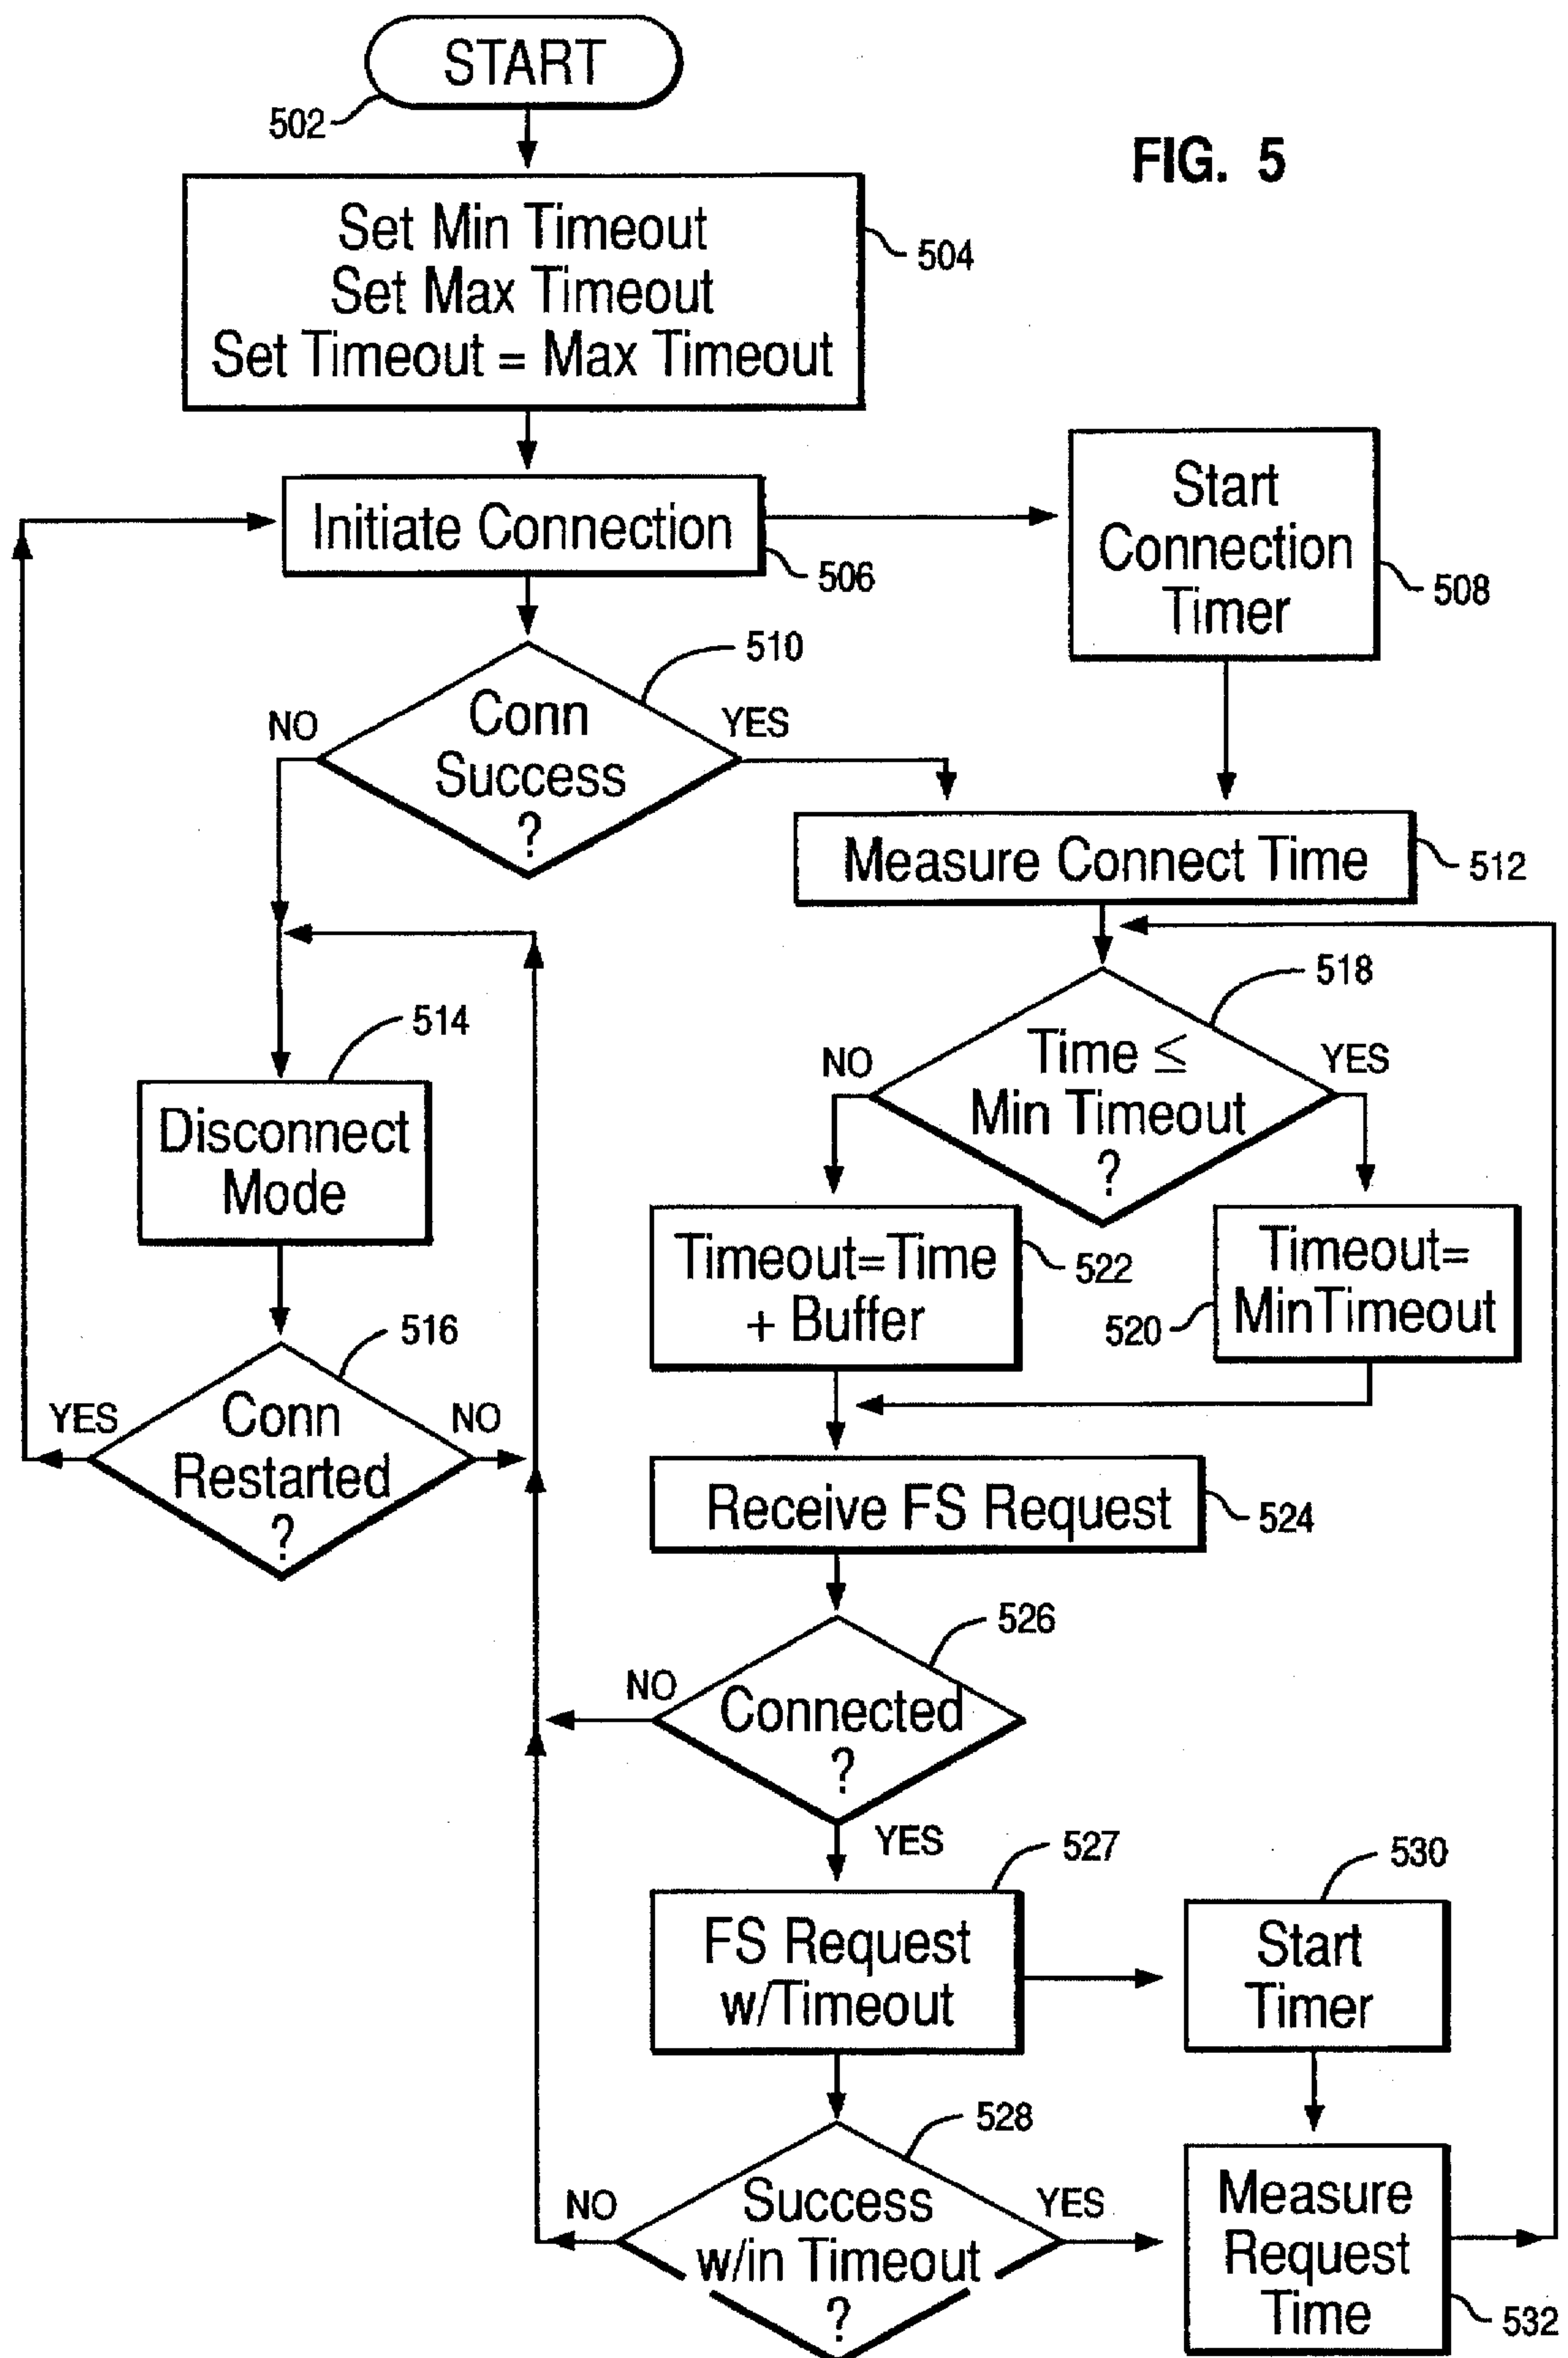 START
502
FIG. 5
Set Min Timeout
Set Max Timeout
Set Timeout = Max Timeout
504
Initiate Connection
506
Start
Connection
Timer
508
510
Conn
Success
?
NO
YES
Measure Connect Time
512
514
Disconnect
Mode
516
Conn
Restarted
?
YES
NO
518
Time ≤
Min Timeout
?
NO
YES
Timeout=Time
+ Buffer
522
Timeout=
MinTimeout
520
Receive FS Request
524
526
Connected
?
NO
YES
527
FS Request
w/Timeout
530
Start
Timer
528
Success
w/in Timeout
?
NO
YES
Measure
Request
Time
532